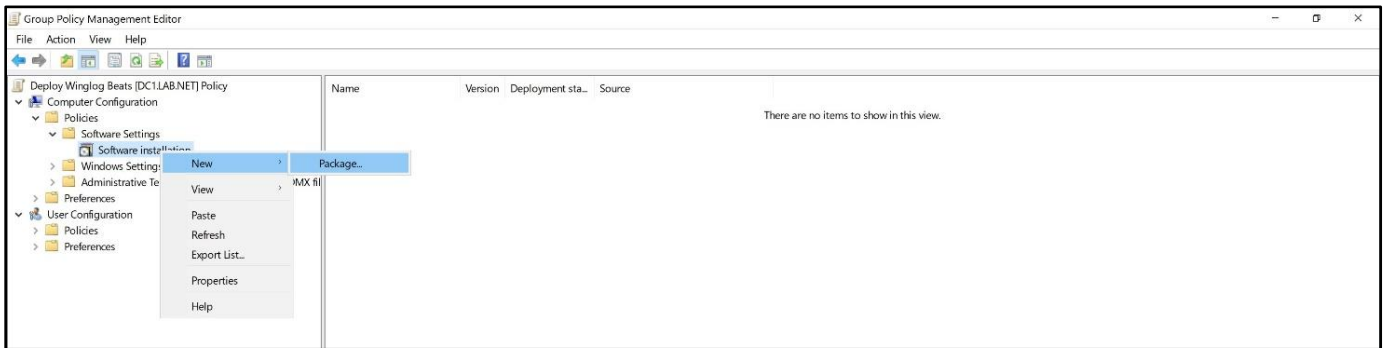 Group Policy Management Editor
File Action View Help
Deploy Winglog Beats [DC1.LAB.NET] Policy
Computer Configuration
Policies
Software Settings
Software installation
Windows Settings
Administrative Te
MX fil
Preferences
User Configuration
Policies
Preferences
New
Package...
View
Paste
Refresh
Export List...
Properties
Help
Name Version Deployment sta... Source
There are no items to show in this view.